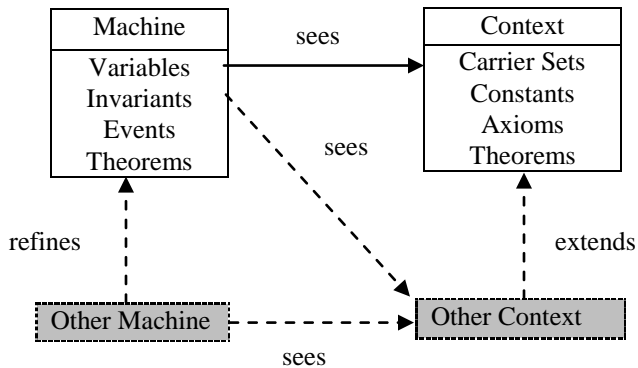 Machine
Variables
Invariants
Events
Theorems
sees
Context
Carrier Sets
Constants
Axioms
Theorems
sees
refines
extends
Other Machine
Other Context
sees